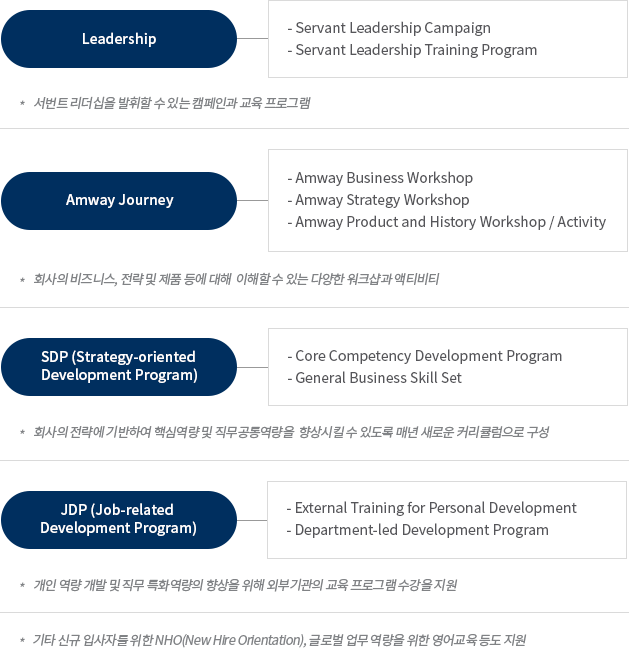 Leadership
- Servant Leadership Campaign
- Servant Leadership Training Program
* 서번트 리더십을 발휘할 수 있는 캠페인과 교육 프로그램
Amway Journey
- Amway Business Workshop
- Amway Strategy Workshop
- Amway Product and History Workshop / Activity
* 회사의 비즈니스, 전략 및 제품 등에 대해 이해할 수 있는 다양한 워크샵과 액티비티
SDP (Strategy-oriented
Development Program)
- Core Competency Development Program
- General Business Skill Set
* 회사의 전략에 기반하여 핵심역량 및 직무공통역량을 향상시킬 수 있도록 매년 새로운 커리큘럼으로 구성
JDP (Job-related
Development Program)
- External Training for Personal Development
- Department-led Development Program
* 개인 역량 개발 및 직무 특화역량의 향상을 위해 외부기관의 교육 프로그램 수강을 지원
* 기타 신규 입사자를 위한 NHO(New Hire Orientation), 글로벌 업무 역량을 위한 영어교육 등도 지원